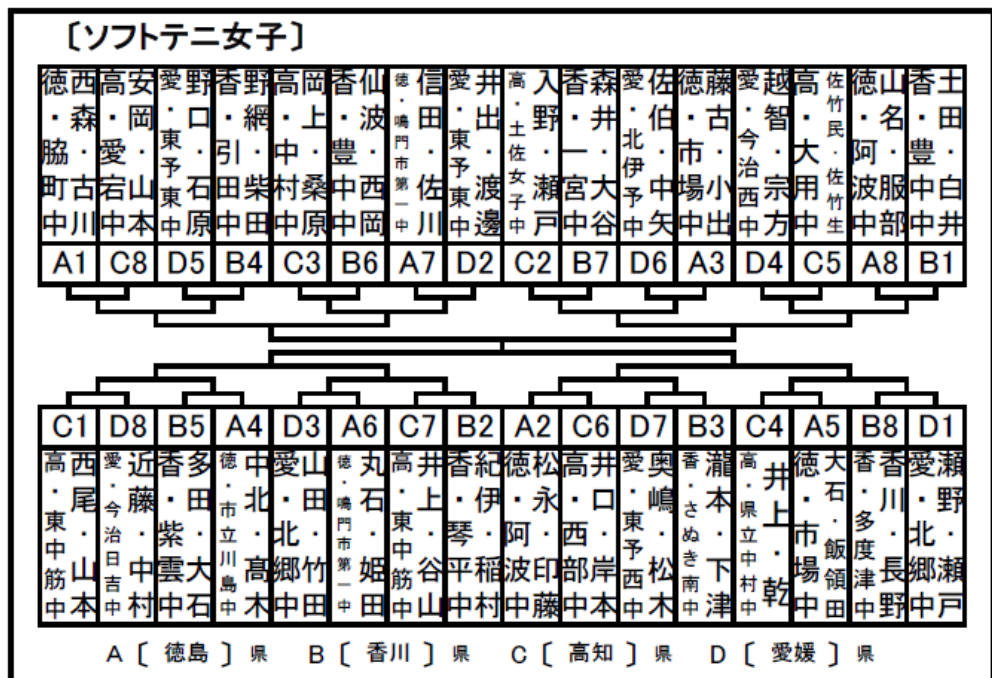 〔ソフトテニ女子〕
西森・古川
徳・脇町中
安岡・山本
高・愛宕中
野口・石原
愛・東予東中
野網・柴田
香・引田中
岡上・桑原
高・中村中
仙波・西岡
香・豊中中
信田・佐川
徳・鳴門市第一中
井出・渡邊
愛・東予東中
入野・瀬戸
高・土佐女子中
森井・大谷
香・一宮中
佐伯・中矢
愛・北伊予中
藤古・小出
徳・市場中
越智・宗方
愛・今治西中
佐竹民・佐竹生
高・大用中
山名・服部
徳・阿波中
土田・白井
香・豊中中
A1 C8 D5 B4 C3 B6 A7 D2 C2 B7 D6 A3 D4 C5 A8 B1
C1 D8 B5 A4 D3 A6 C7 B2 A2 C6 D7 B3 C4 A5 B8 D1
西尾・山本
高・東中筋中
近藤・中村
愛・今治日吉中
多田・大石
香・紫雲中
中北・髙木
徳・市立川島中
山田・竹田
愛・北郷中
丸石・姫田
徳・鳴門市第一中
井上・谷山
高・東中筋中
紀伊・稲村
香・琴平中
松永・印藤
徳・阿波中
井口・岸本
高・西部中
奥嶋・松木
愛・東予西中
瀧本・下津
香・さぬき南中
井上・乾
高・県立中村中
大石・飯領田
徳・市場中
香川・長野
香・多度津中
瀬野・瀬戸
愛・北郷中
A〔 徳島 〕県 B〔 香川 〕県 C〔 高知 〕県 D〔 愛媛 〕県